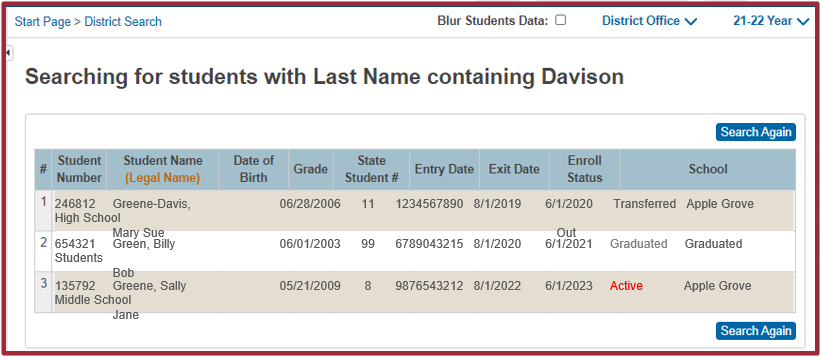 Start Page > District Search Blur Students Data: District Office 21-22 Year
Searching for students with Last Name containing Davison
Search Again
# Student Number Student Name (Legal Name) Date of Birth Grade State Student # Entry Date Exit Date Enroll Status School
1 246812 Greene-Davis, 06/28/2006 11 1234567890 8/1/2019 6/1/2020 Transferred Apple Grove
High School
Mary Sue Out
2 654321 Green, Billy 06/01/2003 99 6789043215 8/1/2020 6/1/2021 Graduated Graduated
Students
Bob
3 135792 Greene, Sally 05/21/2009 8 9876543212 8/1/2022 6/1/2023 Active Apple Grove
Middle School
Jane
Search Again